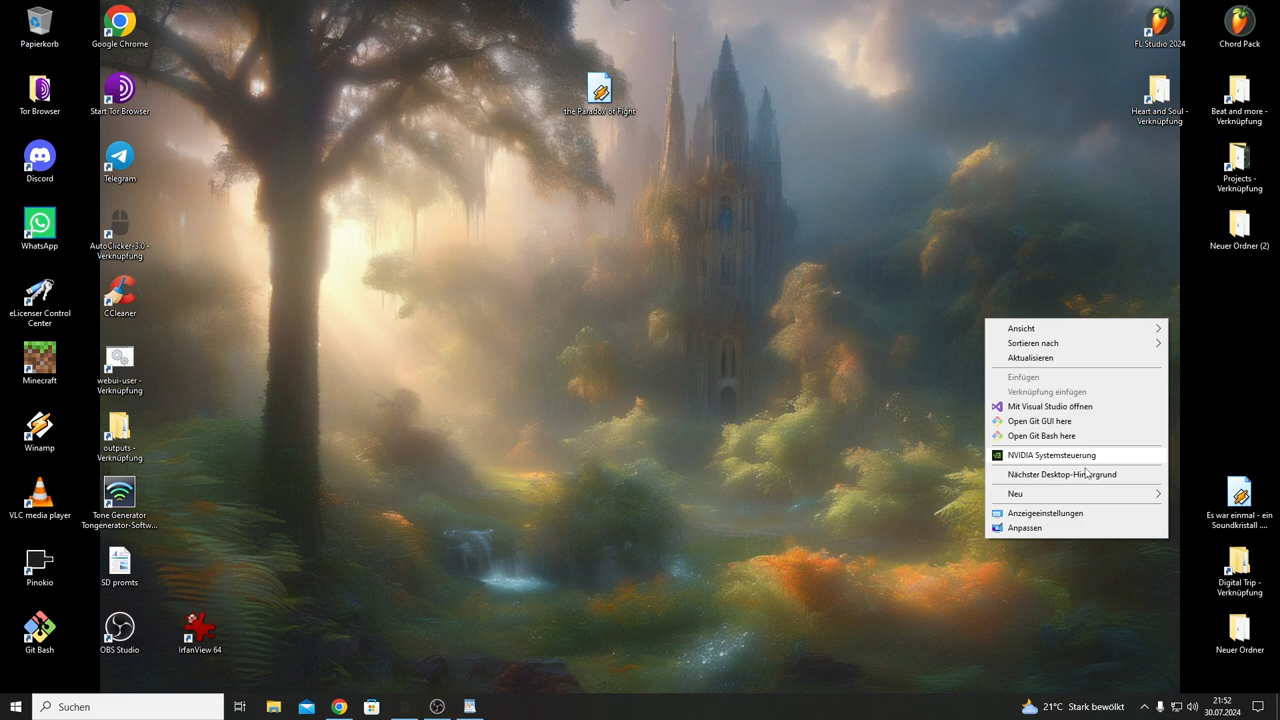 Papierkorb
Google Chrome
Tor Browser
Start Tor Browser
Discord
Telegram
WhatsApp
AutoClicker-3.0 -
Verknüpfung
eLicenser Control
Center
CCleaner
Minecraft
webui-user -
Verknüpfung
Winamp
outputs -
Verknüpfung
VLC media player
Tone Generator
Tongenerator-Softw...
Pinokio
SD promts
Git Bash
OBS Studio
IrfanView 64
the Paradox of Fight
FL Studio 2024
Chord Pack
Heart and Soul -
Verknüpfung
Beat and more -
Verknüpfung
Projects -
Verknüpfung
Neuer Ordner (2)
Es war einmal - ein
Soundkristall ....
Digital Trip -
Verknüpfung
Neuer Ordner
Ansicht
Sortieren nach
Aktualisieren
Einfügen
Verknüpfung einfügen
Mit Visual Studio öffnen
Open Git GUI here
Open Git Bash here
NVIDIA Systemsteuerung
Nächster Desktop-Hintergrund
Neu
Anzeigeeinstellungen
Anpassen
Suchen
21°C Stark bewölkt
21:52
30.07.2024